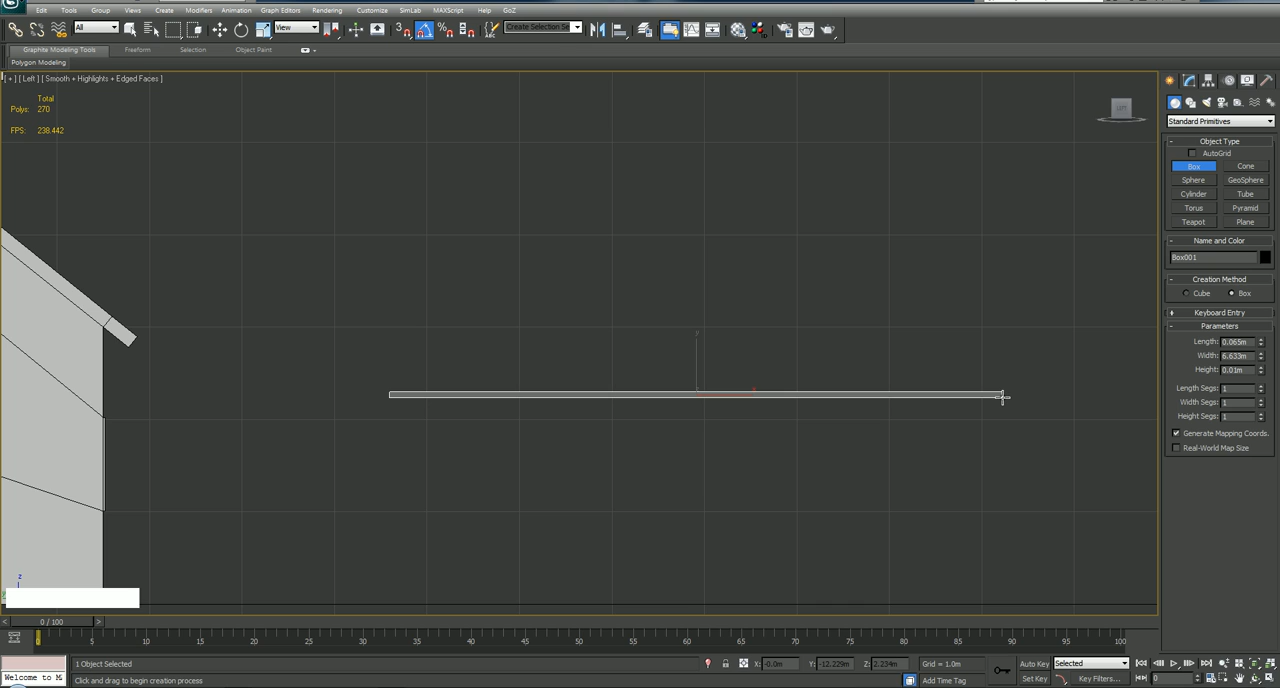 Edit Tools Group Views Create Modifiers Animation Graph Editors Rendering Customize SimLab MAXScript Help GoZ
All View 3 Create Selection Se
Graphite Modeling Tools Freeform Selection Object Paint
Polygon Modeling
[ + ] [ Left ] [ Smooth + Highlights + Edged Faces ]
Total
Polys: 270
FPS: 238.442
LEFT
Standard Primitives
- Object Type
AutoGrid
Box Cone
Sphere GeoSphere
Cylinder Tube
Torus Pyramid
Teapot Plane
- Name and Color
Box001
- Creation Method
Cube Box
+ Keyboard Entry
- Parameters
Length: 0.065m
Width: 6.633m
Height: 0.01m
Length Segs: 1
Width Segs: 1
Height Segs: 1
Generate Mapping Coords.
Real-World Map Size
z
< 0 / 100 >
0 5 10 15 20 25 30 35 40 45 50 55 60 65 70 75 80 85 90 95 100
1 Object Selected X: -0.0m Y: -12.229m Z: 2.234m Grid = 1.0m Auto Key Selected
Welcome to M Click and drag to begin creation process Add Time Tag Set Key Key Filters... 0